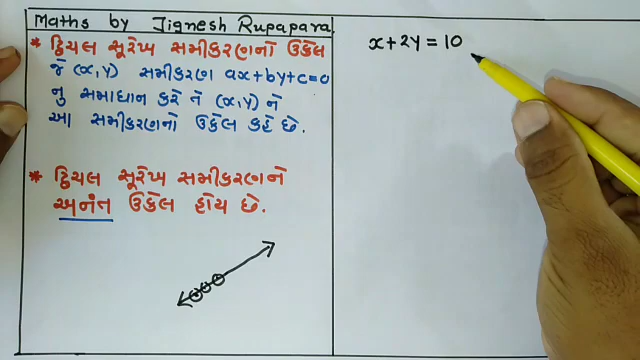 Maths by Jignesh Rupapara.
* દ્વિચલ સુરેખ સમીકરણનો ઉકેલ
જે (x,y) સમીકરણ ax+by+c=0
નુ સમાધાન કરે તે (x,y) ને
આ સમીકરણનો ઉકેલ કહે છે.
* દ્વિચલ સુરેખ સમીકરણને
અનંત ઉકેલ હોય છે.
x+2y=10